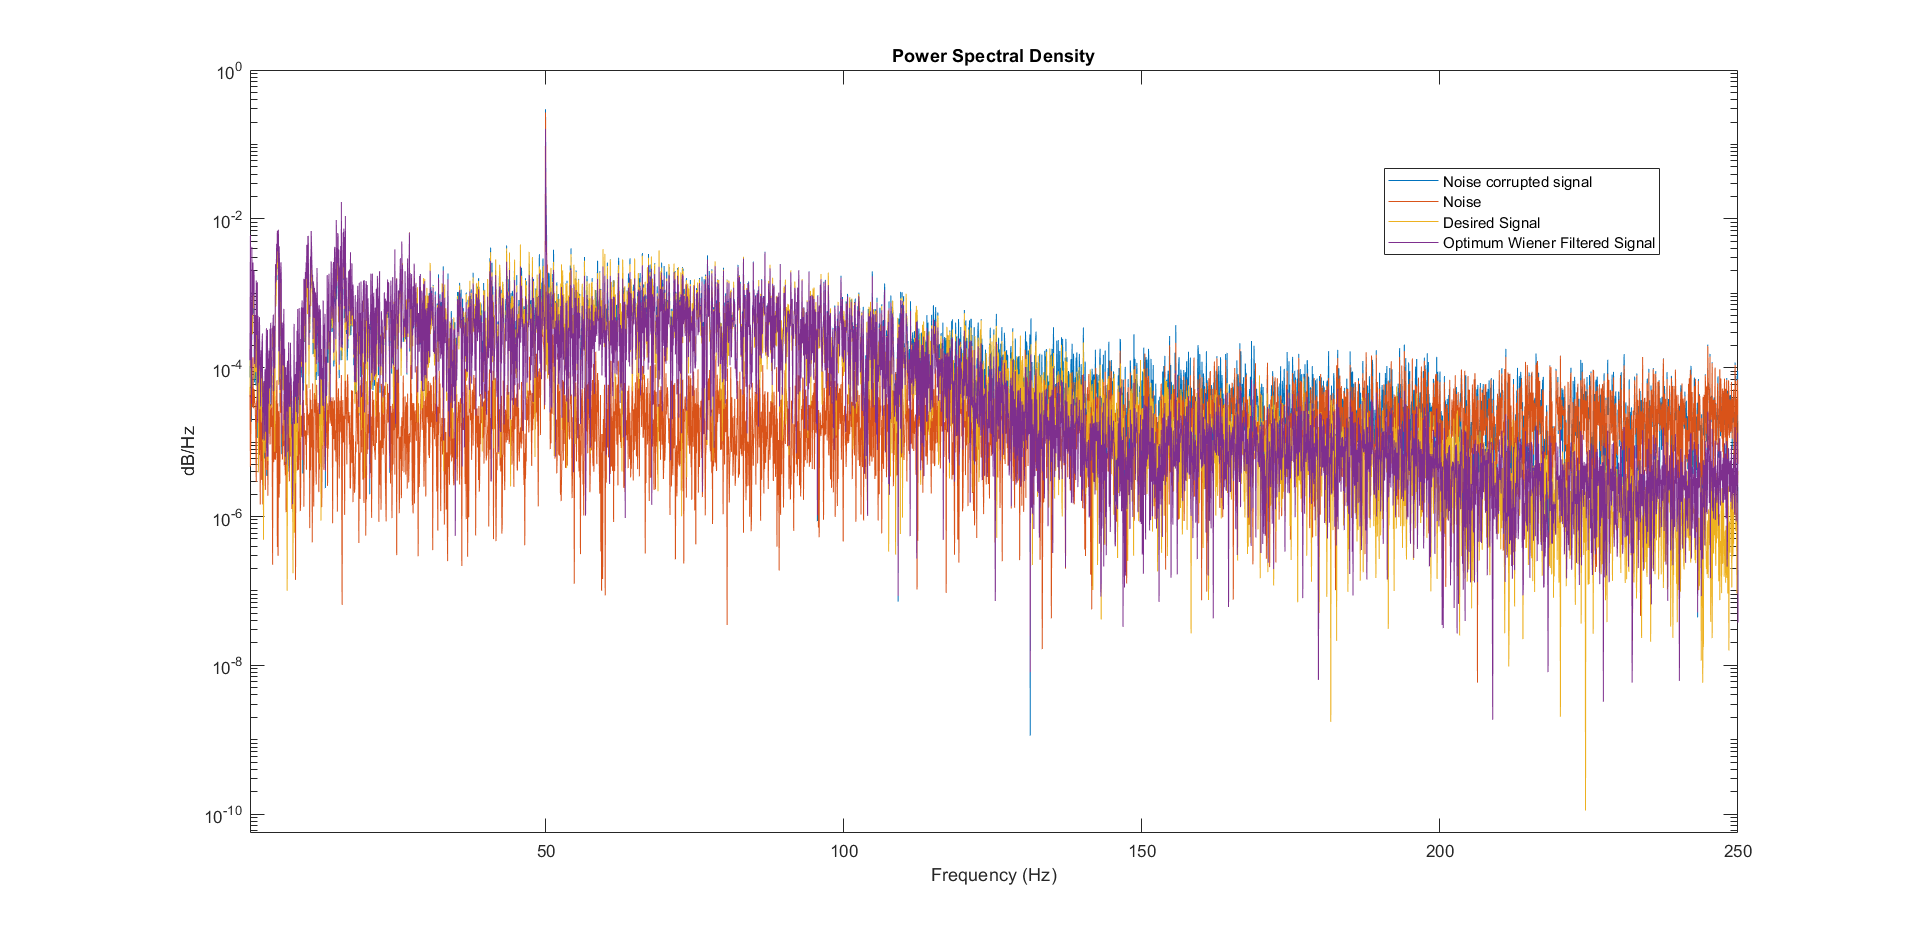 Power Spectral Density
10^0
10^-2
10^-4
10^-6
10^-8
10^-10
dB/Hz
Noise corrupted signal
Noise
Desired Signal
Optimum Wiener Filtered Signal
50 100 150 200 250
Frequency (Hz)